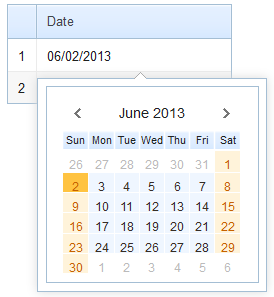 Date
1 06/02/2013
2
June 2013
Sun Mon Tue Wed Thu Fri Sat
26 27 28 29 30 31 1
2 3 4 5 6 7 8
9 10 11 12 13 14 15
16 17 18 19 20 21 22
23 24 25 26 27 28 29
30 1 2 3 4 5 6